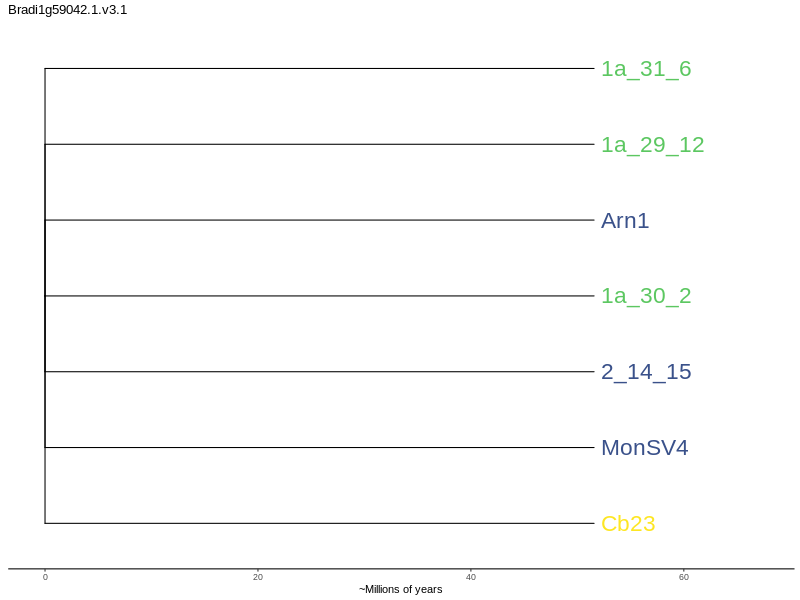 Bradi1g59042.1.v3.1
1a_31_6
1a_29_12
Arn1
1a_30_2
2_14_15
MonSV4
Cb23
0 20 40 60
~Millions of years